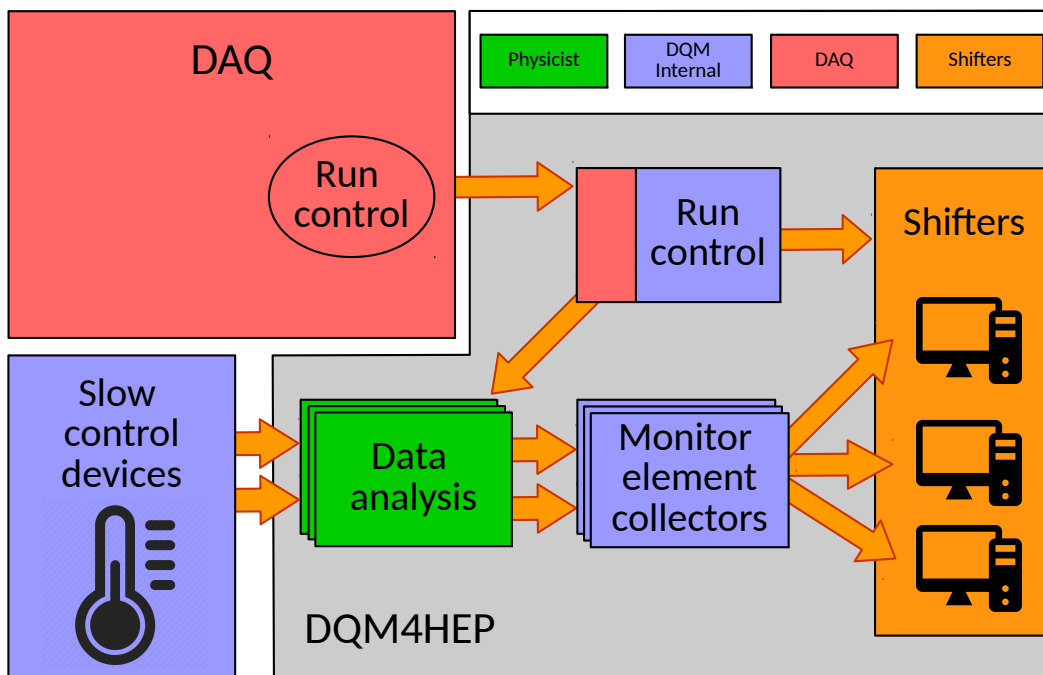 DAQ
Physicist
DQM
Internal
DAQ
Shifters
Run
control
Run
control
Shifters
Slow
control
devices
Data
analysis
Monitor
element
collectors
DQM4HEP